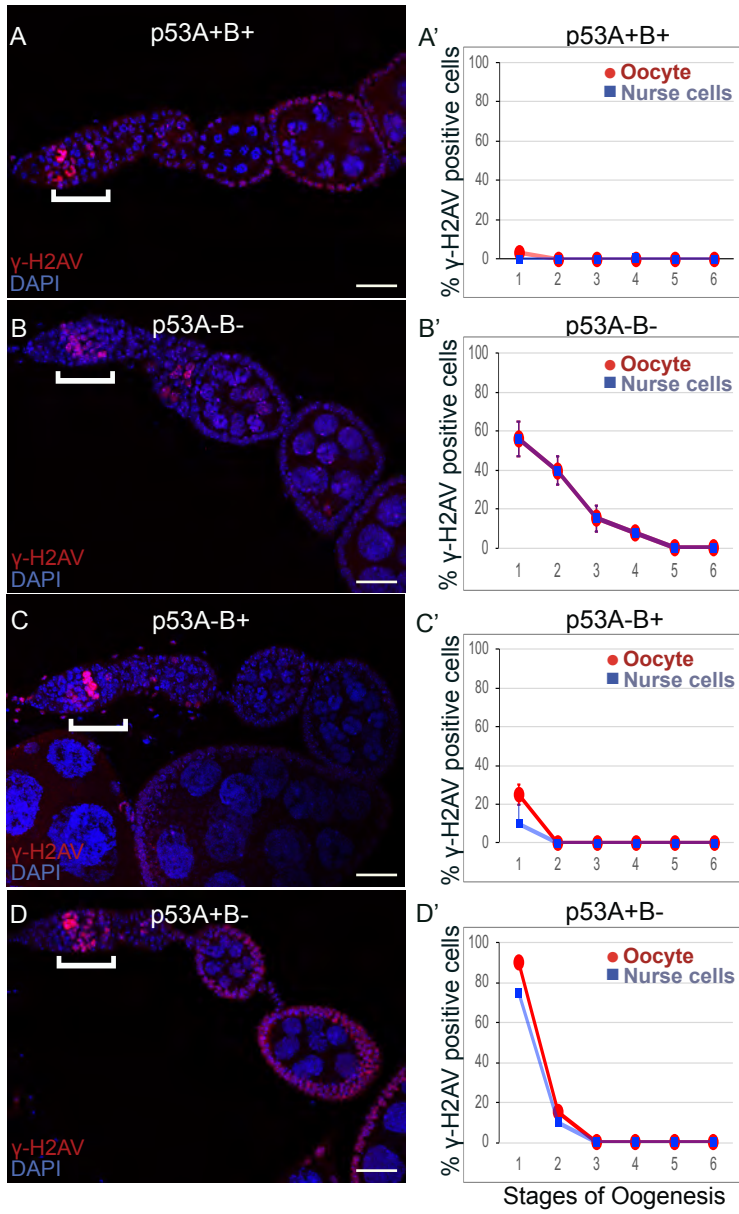 A
p53A+B+
γ-H2AV
DAPI
A'
p53A+B+
Oocyte
Nurse cells
% γ-H2AV positive cells
100
80
60
40
20
0
1 2 3 4 5 6
B
p53A-B-
γ-H2AV
DAPI
B'
p53A-B-
Oocyte
Nurse cells
% γ-H2AV positive cells
100
80
60
40
20
0
1 2 3 4 5 6
C
p53A-B+
γ-H2AV
DAPI
C'
p53A-B+
Oocyte
Nurse cells
% γ-H2AV positive cells
100
80
60
40
20
0
1 2 3 4 5 6
D
p53A+B-
γ-H2AV
DAPI
D'
p53A+B-
Oocyte
Nurse cells
% γ-H2AV positive cells
100
80
60
40
20
0
1 2 3 4 5 6
Stages of Oogenesis